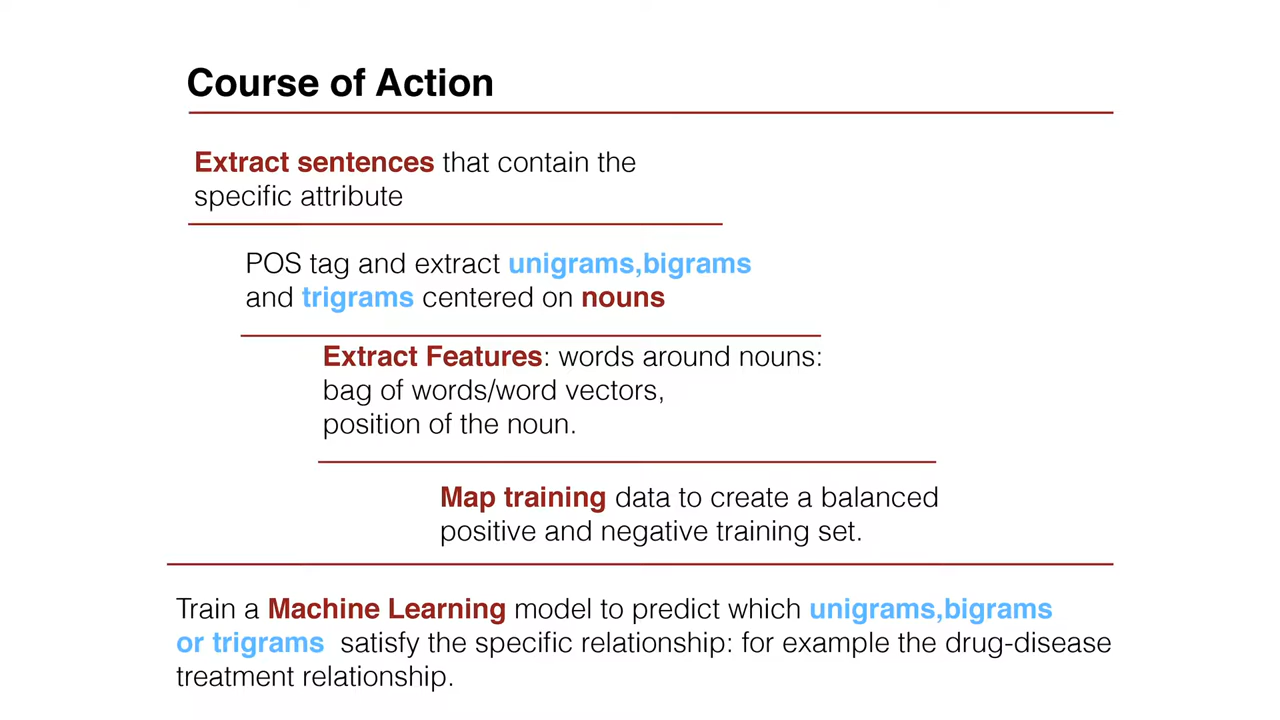 Course of Action
Extract sentences that contain the
specific attribute
POS tag and extract unigrams,bigrams
and trigrams centered on nouns
Extract Features: words around nouns:
bag of words/word vectors,
position of the noun.
Map training data to create a balanced
positive and negative training set.
Train a Machine Learning model to predict which unigrams,bigrams
or trigrams satisfy the specific relationship: for example the drug-disease
treatment relationship.